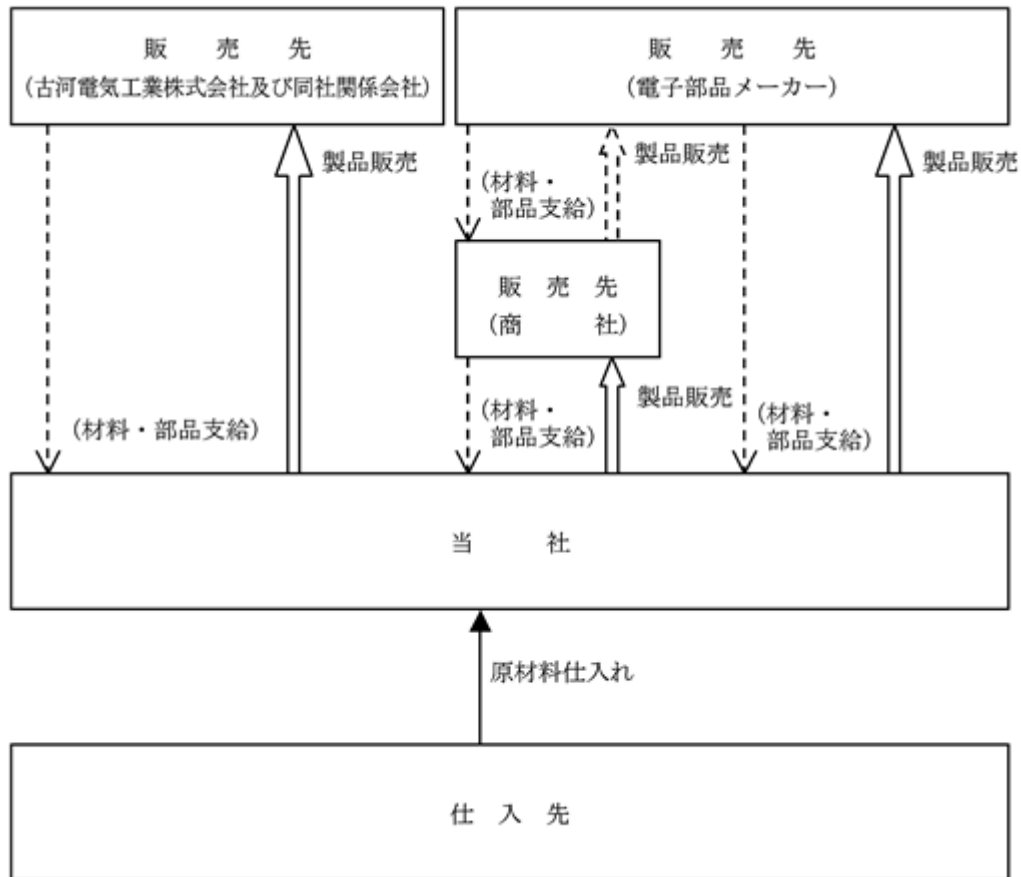 販 売 先
(古河電気工業株式会社及び同社関係会社)
販 売 先
(電子部品メーカー)
製品販売
(材料・
部品支給)
製品販売
製品販売
販 売 先
(商 社)
(材料・部品支給)
(材料・
部品支給)
製品販売
(材料・
部品支給)
当 社
原材料仕入れ
仕 入 先